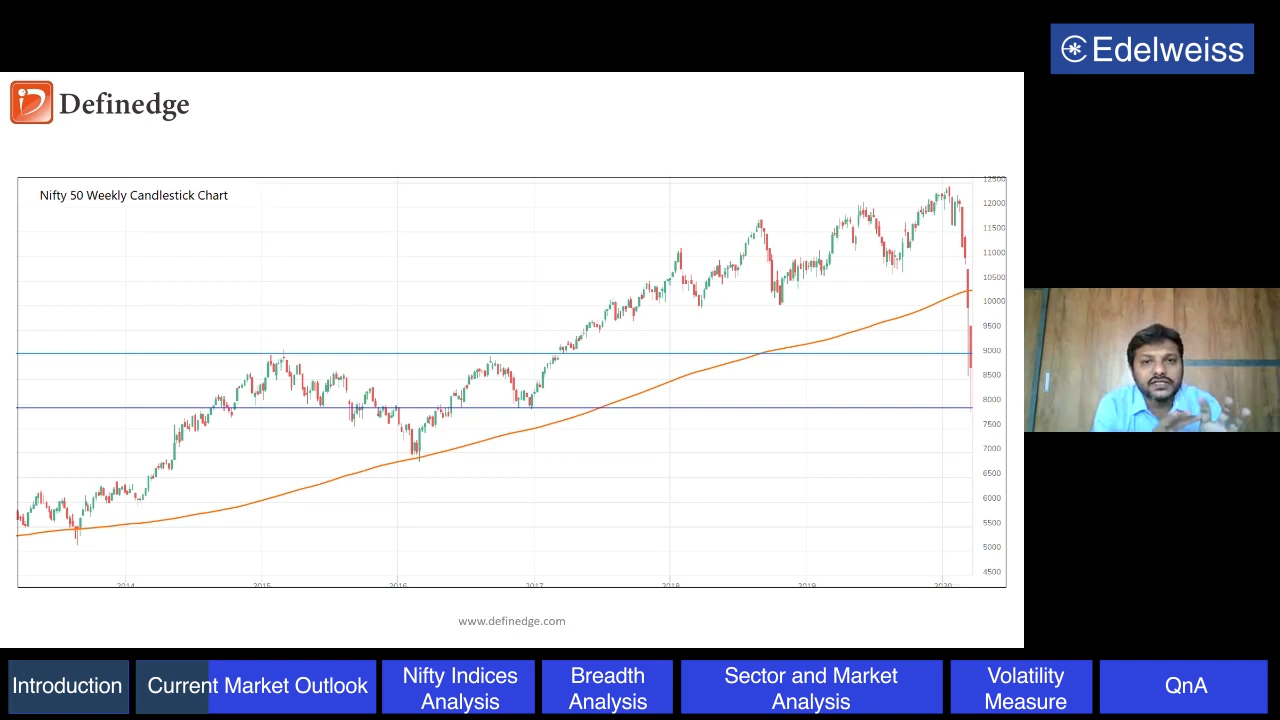 Edelweiss
Definedge
Nifty 50 Weekly Candlestick Chart
12500
12000
11500
11000
10500
10000
9500
9000
8500
8000
7500
7000
6500
6000
5500
5000
4500
2014 2015 2016 2017 2018 2019 2020
www.definedge.com
Introduction
Current Market Outlook
Nifty Indices
Analysis
Breadth
Analysis
Sector and Market
Analysis
Volatility
Measure
QnA